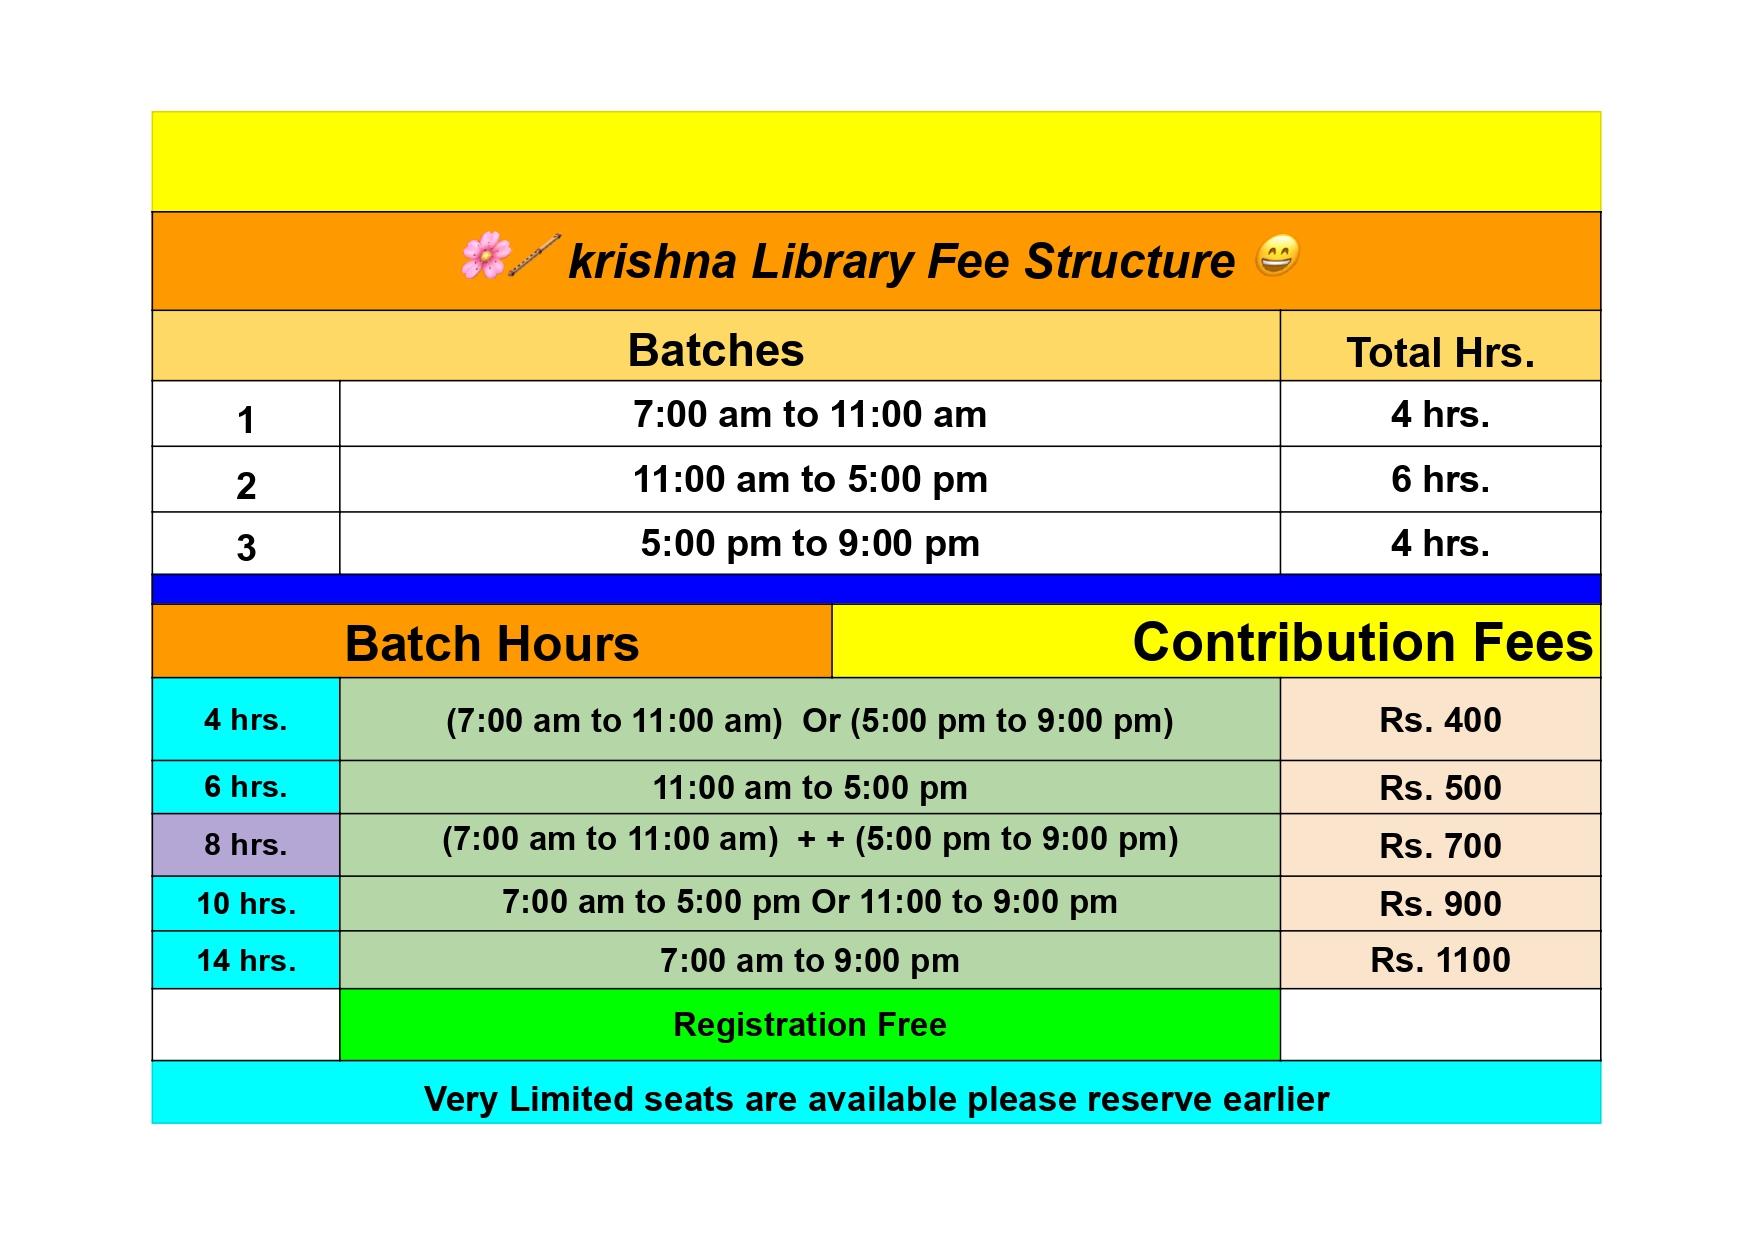 🌸🪈 krishna Library Fee Structure 😄
Batches Total Hrs.
1 7:00 am to 11:00 am 4 hrs.
2 11:00 am to 5:00 pm 6 hrs.
3 5:00 pm to 9:00 pm 4 hrs.
Batch Hours Contribution Fees
4 hrs. (7:00 am to 11:00 am) Or (5:00 pm to 9:00 pm) Rs. 400
6 hrs. 11:00 am to 5:00 pm Rs. 500
8 hrs. (7:00 am to 11:00 am) + + (5:00 pm to 9:00 pm) Rs. 700
10 hrs. 7:00 am to 5:00 pm Or 11:00 to 9:00 pm Rs. 900
14 hrs. 7:00 am to 9:00 pm Rs. 1100
Registration Free
Very Limited seats are available please reserve earlier